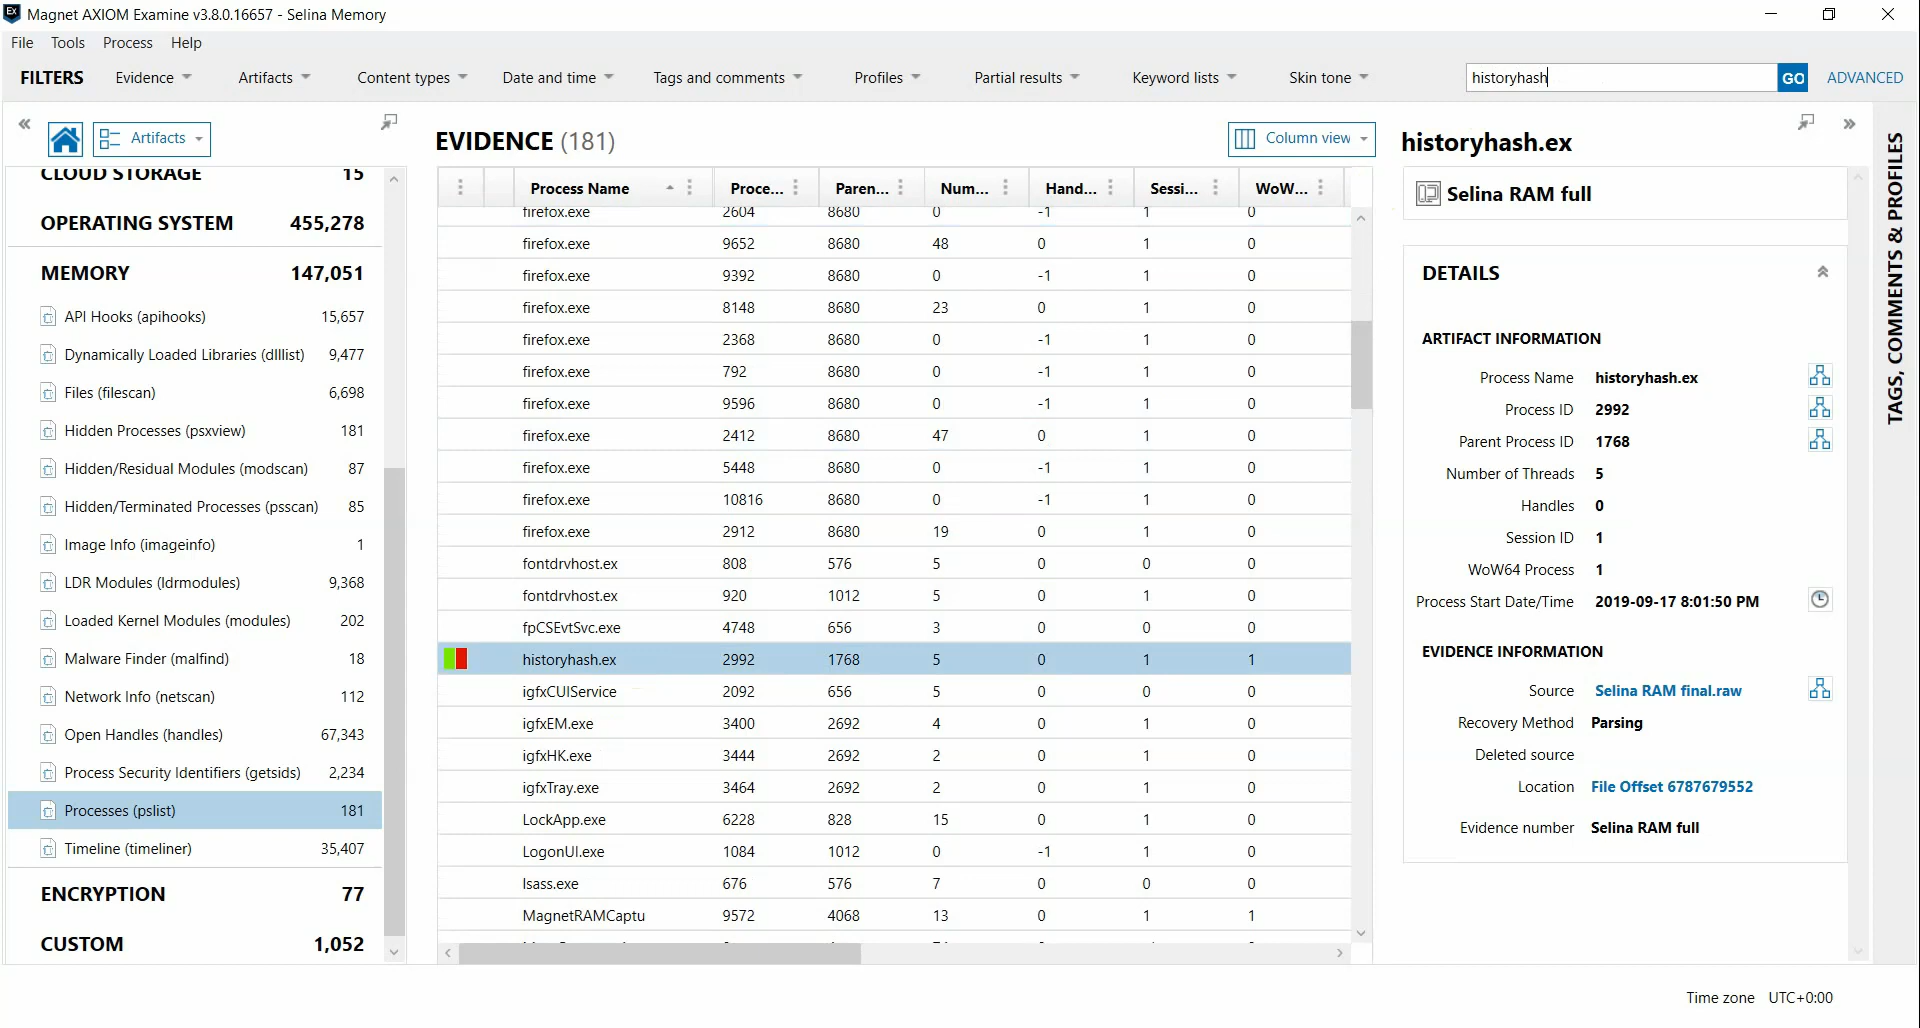 Magnet AXIOM Examine v3.8.0.16657 - Selina Memory
File Tools Process Help
FILTERS Evidence Artifacts Content types Date and time Tags and comments Profiles Partial results Keyword lists Skin tone historyhash GO ADVANCED
Artifacts
EVIDENCE (181)
Column view
historyhash.ex
CLOUD STORAGE 15
OPERATING SYSTEM 455,278
MEMORY 147,051
API Hooks (apihooks) 15,657
Dynamically Loaded Libraries (dlllist) 9,477
Files (filescan) 6,698
Hidden Processes (psxview) 181
Hidden/Residual Modules (modscan) 87
Hidden/Terminated Processes (psscan) 85
Image Info (imageinfo) 1
LDR Modules (ldrmodules) 9,368
Loaded Kernel Modules (modules) 202
Malware Finder (malfind) 18
Network Info (netscan) 112
Open Handles (handles) 67,343
Process Security Identifiers (getsids) 2,234
Processes (pslist) 181
Timeline (timeliner) 35,407
ENCRYPTION 77
CUSTOM 1,052
Process Name Proce... Paren... Num... Hand... Sessi... WoW...
firefox.exe 2604 8680 0 -1 1 0
firefox.exe 9652 8680 48 0 1 0
firefox.exe 9392 8680 0 -1 1 0
firefox.exe 8148 8680 23 0 1 0
firefox.exe 2368 8680 0 -1 1 0
firefox.exe 792 8680 0 -1 1 0
firefox.exe 9596 8680 0 -1 1 0
firefox.exe 2412 8680 47 0 1 0
firefox.exe 5448 8680 0 -1 1 0
firefox.exe 10816 8680 0 -1 1 0
firefox.exe 2912 8680 19 0 1 0
fontdrvhost.ex 808 576 5 0 0 0
fontdrvhost.ex 920 1012 5 0 1 0
fpCSEvtSvc.exe 4748 656 3 0 0 0
historyhash.ex 2992 1768 5 0 1 1
igfxCUIService 2092 656 5 0 0 0
igfxEM.exe 3400 2692 4 0 1 0
igfxHK.exe 3444 2692 2 0 1 0
igfxTray.exe 3464 2692 2 0 1 0
LockApp.exe 6228 828 15 0 1 0
LogonUI.exe 1084 1012 0 -1 1 0
lsass.exe 676 576 7 0 0 0
MagnetRAMCaptu 9572 4068 13 0 1 1
Selina RAM full
DETAILS
ARTIFACT INFORMATION
Process Name historyhash.ex
Process ID 2992
Parent Process ID 1768
Number of Threads 5
Handles 0
Session ID 1
WoW64 Process 1
Process Start Date/Time 2019-09-17 8:01:50 PM
EVIDENCE INFORMATION
Source Selina RAM final.raw
Recovery Method Parsing
Deleted source
Location File Offset 6787679552
Evidence number Selina RAM full
TAGS, COMMENTS & PROFILES
Time zone UTC+0:00